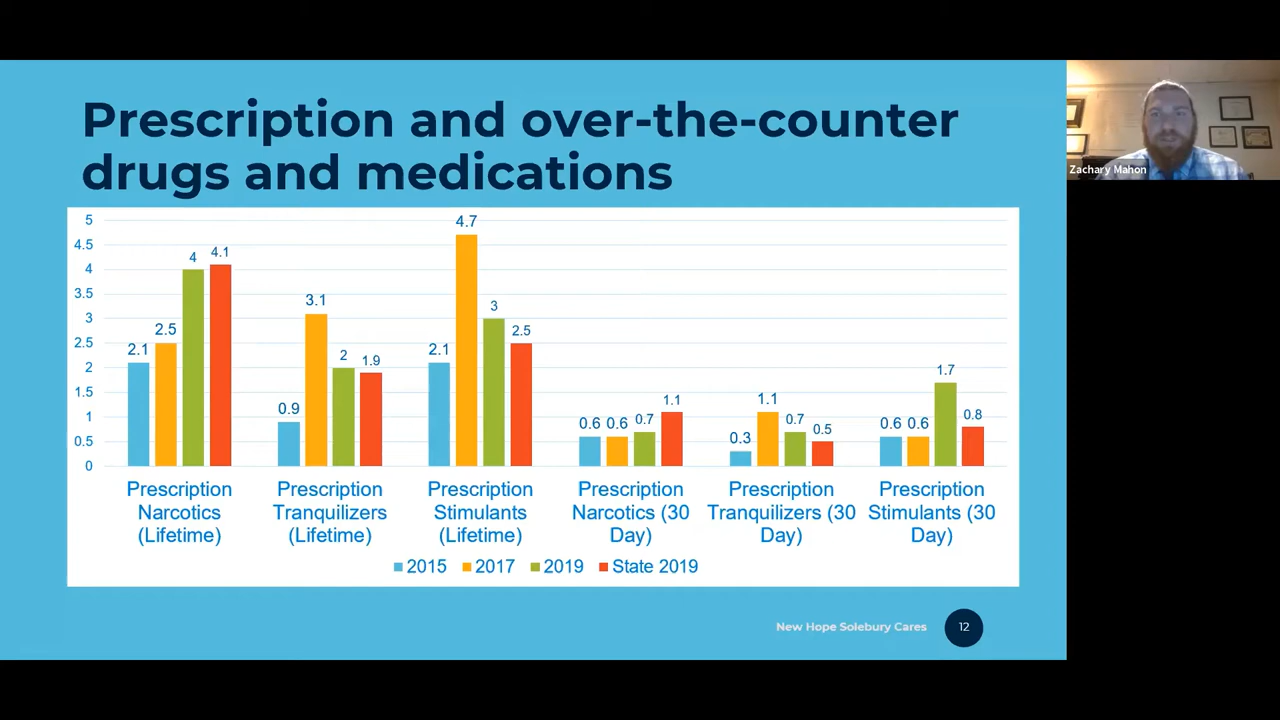 Prescription and over-the-counter
drugs and medications
Zachary Mahon
5
4.5
4
3.5
3
2.5
2
1.5
1
0.5
0
2.1
2.5
4
4.1
0.9
3.1
2
1.9
2.1
4.7
3
2.5
0.6
0.6
0.7
1.1
0.3
1.1
0.7
0.5
0.6
0.6
1.7
0.8
Prescription
Narcotics
(Lifetime)
Prescription
Tranquilizers
(Lifetime)
Prescription
Stimulants
(Lifetime)
Prescription
Narcotics (30
Day)
Prescription
Tranquilizers (30
Day)
Prescription
Stimulants (30
Day)
2015 2017 2019 State 2019
New Hope Solebury Cares 12